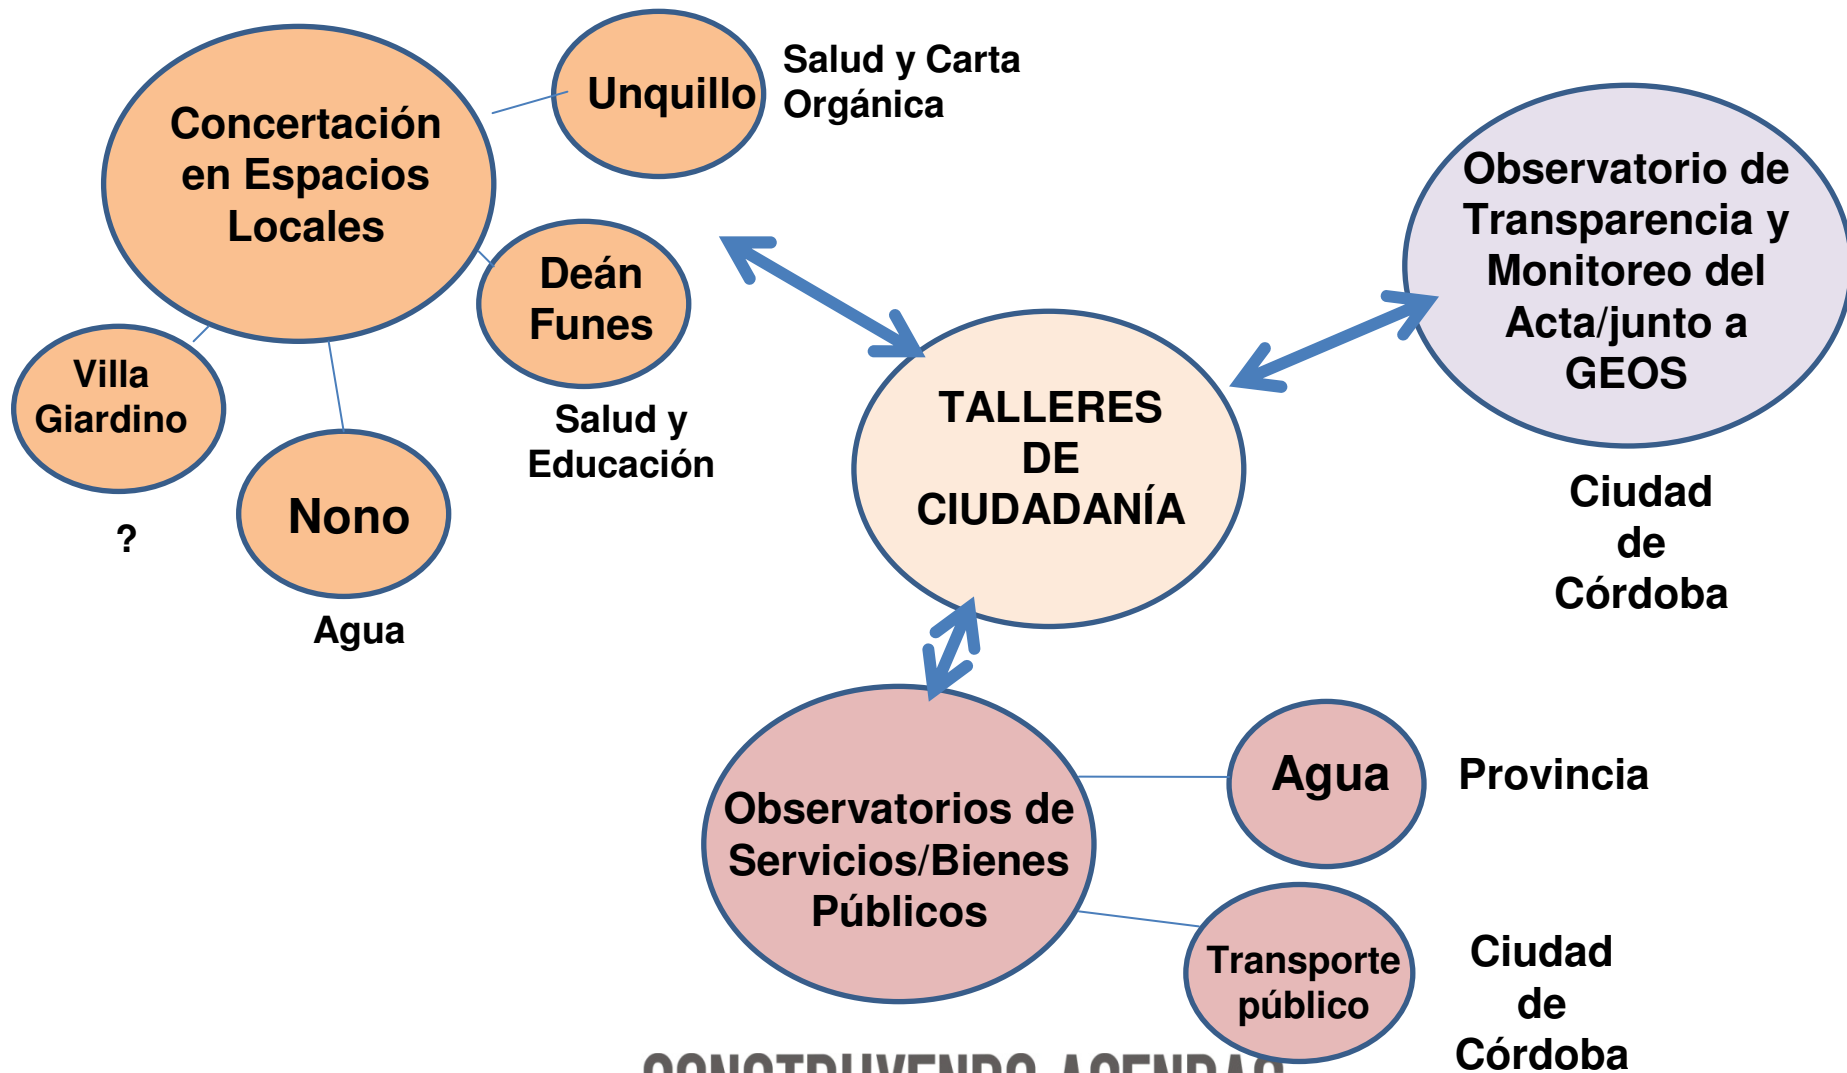 Concertación
en Espacios
Locales
Unquillo
Salud y Carta
Orgánica
Deán
Funes
Salud y
Educación
Villa
Giardino
?
Nono
Agua
TALLERES
DE
CIUDADANÍA
Observatorio de
Transparencia y
Monitoreo del
Acta/junto a
GEOS
Ciudad
de
Córdoba
Observatorios de
Servicios/Bienes
Públicos
Agua
Provincia
Transporte
público
Ciudad
de
Córdoba
CONSTRUYENDO AGENDAS